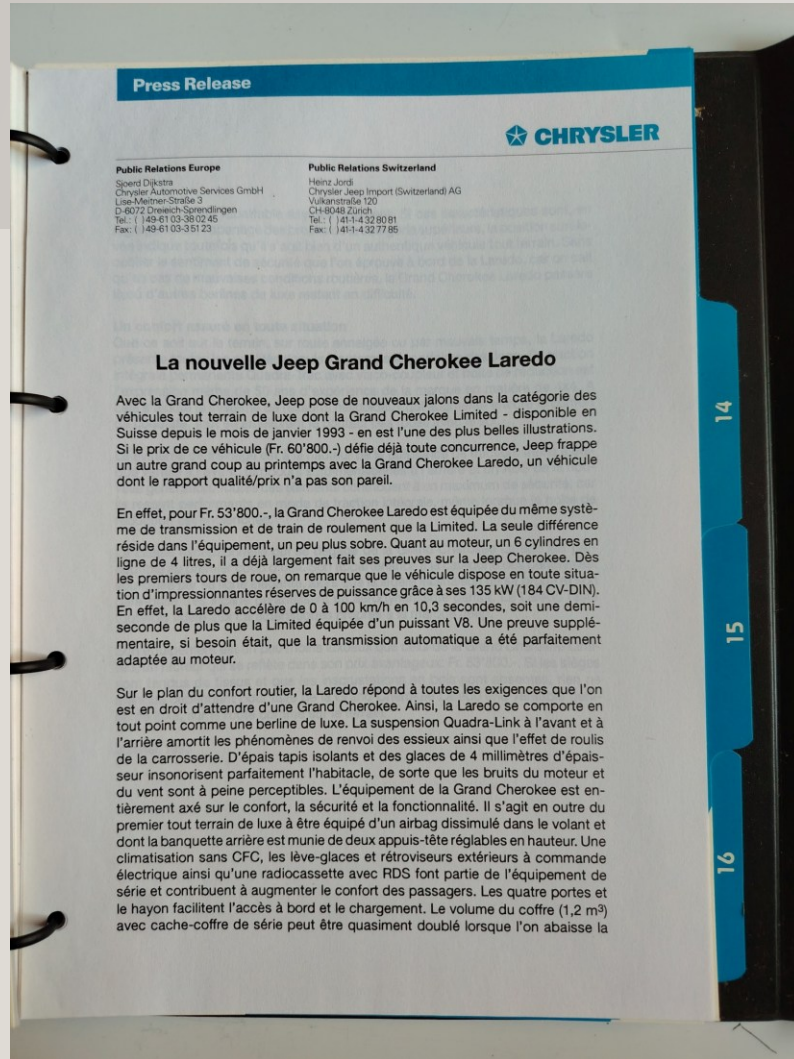 Press Release
CHRYSLER
Public Relations Europe
Sjoerd Dijkstra
Chrysler Automotive Services GmbH
Lise-Meitner-Straße 3
D-6072 Dreieich-Sprendlingen
Tel.: ( )49-61 03-38 02 45
Fax: ( )49-61 03-3 51 23
Public Relations Switzerland
Heinz Jordi
Chrysler Jeep Import (Switzerland) AG
Vulkanstraße 120
CH-8048 Zürich
Tel.: ( )41-1-4 32 80 81
Fax: ( )41-1-4 32 77 85
La nouvelle Jeep Grand Cherokee Laredo
Avec la Grand Cherokee, Jeep pose de nouveaux jalons dans la catégorie des
véhicules tout terrain de luxe dont la Grand Cherokee Limited - disponible en
Suisse depuis le mois de janvier 1993 - en est l'une des plus belles illustrations.
Si le prix de ce véhicule (Fr. 60'800.-) défie déjà toute concurrence, Jeep frappe
un autre grand coup au printemps avec la Grand Cherokee Laredo, un véhicule
dont le rapport qualité/prix n'a pas son pareil.
En effet, pour Fr. 53'800.-, la Grand Cherokee Laredo est équipée du même systè-
me de transmission et de train de roulement que la Limited. La seule différence
réside dans l'équipement, un peu plus sobre. Quant au moteur, un 6 cylindres en
ligne de 4 litres, il a déjà largement fait ses preuves sur la Jeep Cherokee. Dès
les premiers tours de roue, on remarque que le véhicule dispose en toute situa-
tion d'impressionnantes réserves de puissance grâce à ses 135 kW (184 CV-DIN).
En effet, la Laredo accélère de 0 à 100 km/h en 10,3 secondes, soit une demi-
seconde de plus que la Limited équipée d'un puissant V8. Une preuve supplé-
mentaire, si besoin était, que la transmission automatique a été parfaitement
adaptée au moteur.
Sur le plan du confort routier, la Laredo répond à toutes les exigences que l'on
est en droit d'attendre d'une Grand Cherokee. Ainsi, la Laredo se comporte en
tout point comme une berline de luxe. La suspension Quadra-Link à l'avant et à
l'arrière amortit les phénomènes de renvoi des essieux ainsi que l'effet de roulis
de la carrosserie. D'épais tapis isolants et des glaces de 4 millimètres d'épais-
seur insonorisent parfaitement l'habitacle, de sorte que les bruits du moteur et
du vent sont à peine perceptibles. L'équipement de la Grand Cherokee est en-
tièrement axé sur le confort, la sécurité et la fonctionnalité. Il s'agit en outre du
premier tout terrain de luxe à être équipé d'un airbag dissimulé dans le volant et
dont la banquette arrière est munie de deux appuis-tête réglables en hauteur. Une
climatisation sans CFC, les lève-glaces et rétroviseurs extérieurs à commande
électrique ainsi qu'une radiocassette avec RDS font partie de l'équipement de
série et contribuent à augmenter le confort des passagers. Les quatre portes et
le hayon facilitent l'accès à bord et le chargement. Le volume du coffre (1,2 m³)
avec cache-coffre de série peut être quasiment doublé lorsque l'on abaisse la
14
15
16